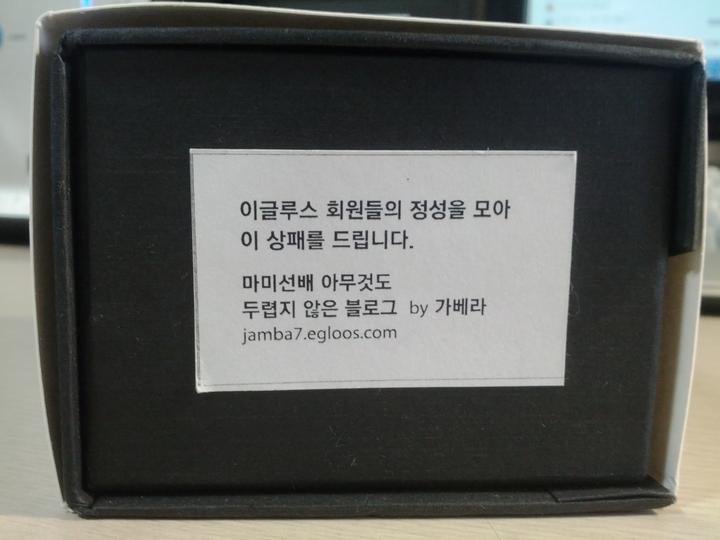 이글루스 회원들의 정성을 모아
이 상패를 드립니다.
마미선배 아무것도
두렵지 않은 블로그 by 가베라
jamba7.egloos.com